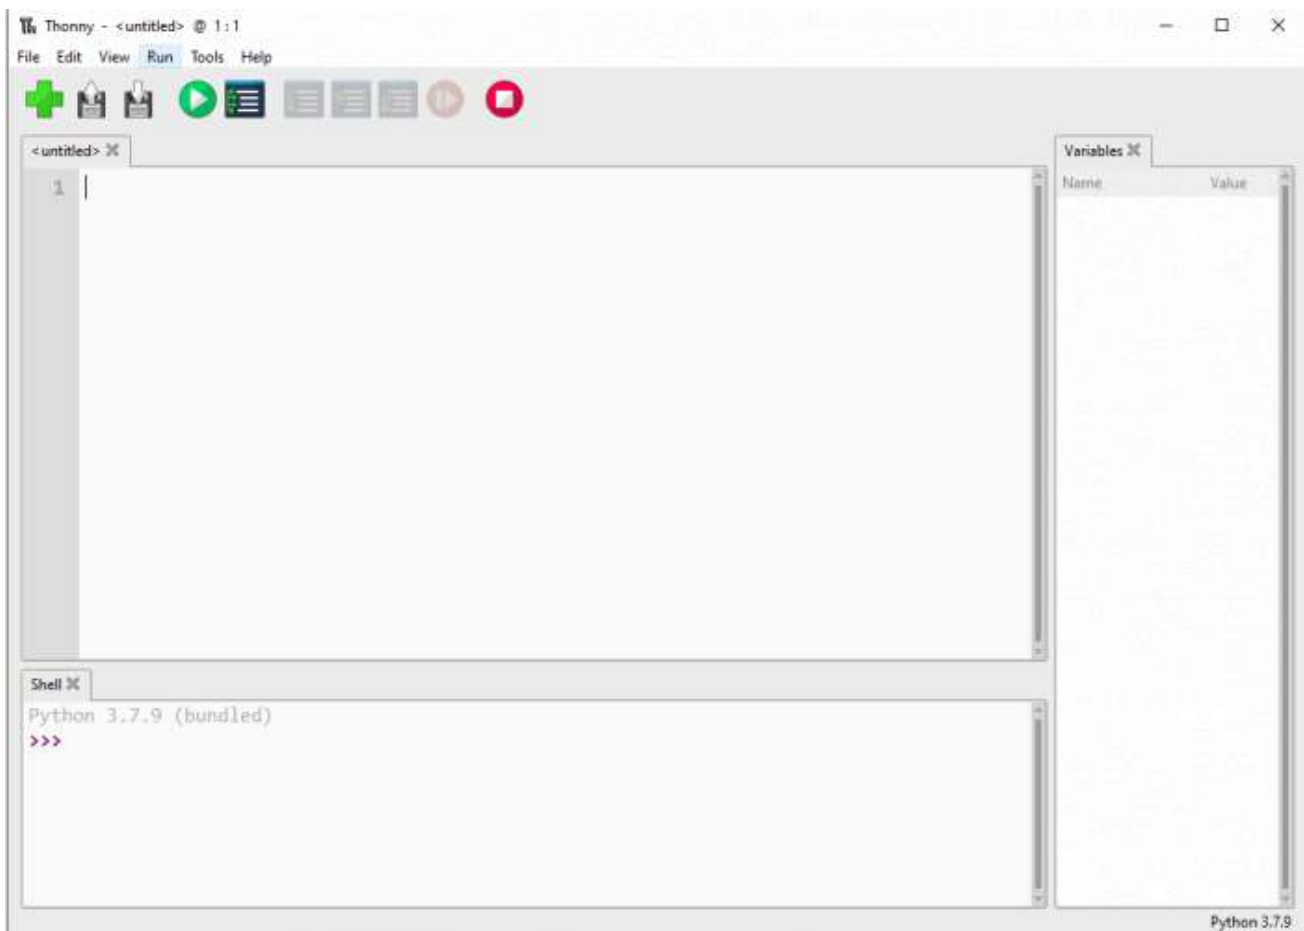 Thonny - <untitled> @ 1:1
File Edit View Run Tools Help
<untitled>
1
Variables
Name Value
Shell
Python 3.7.9 (bundled)
>>>
Python 3.7.9